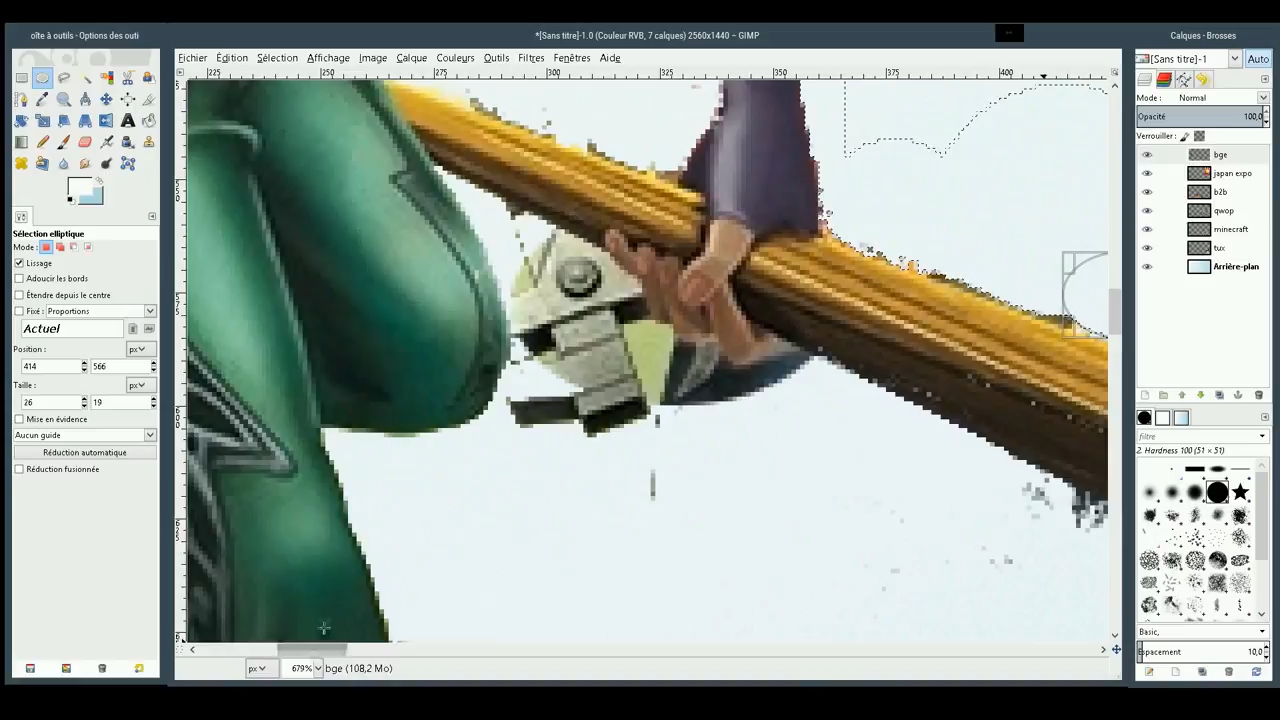 oîte à outils - Options des outi
*[Sans titre]-1.0 (Couleur RVB, 7 calques) 2560x1440 – GIMP
Calques - Brosses
Fichier Édition Sélection Affichage Image Calque Couleurs Outils Filtres Fenêtres Aide
[Sans titre]-1 Auto
225 250 275 300 325 350 375 400
Mode : Normal
Opacité 100,0
Verrouiller :
bge
japan expo
b2b
qwop
minecraft
tux
Arrière-plan
Sélection elliptique
Mode :
Lissage
Adoucir les bords
Étendre depuis le centre
Fixé : Proportions
Actuel
Position : px
414 566
Taille : px
26 19
Mise en évidence
Aucun guide
Réduction automatique
Réduction fusionnée
filtre
2. Hardness 100 (51 × 51)
Basic,
Espacement 10,0
px 679% bge (108,2 Mo)